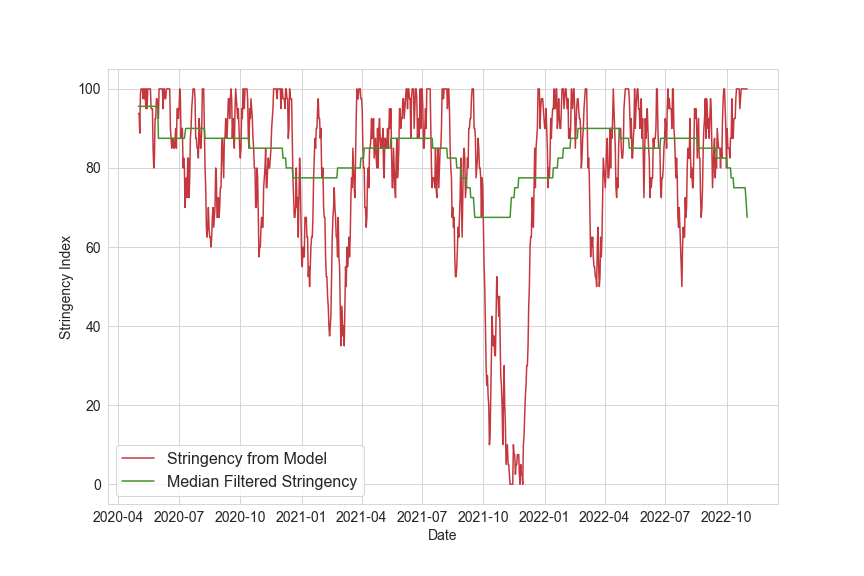 100
80
60
40
20
0
Stringency Index
Stringency from Model
Median Filtered Stringency
2020-04 2020-07 2020-10 2021-01 2021-04 2021-07 2021-10 2022-01 2022-04 2022-07 2022-10
Date